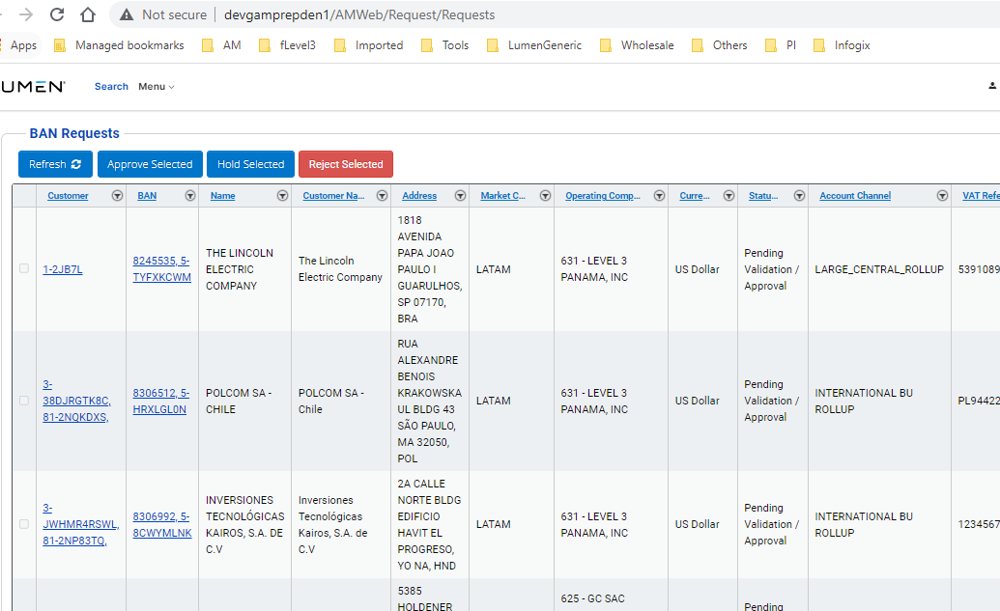 Not secure devgamprepden1/AMWeb/Request/Requests
Apps Managed bookmarks AM fLevel3 Imported Tools LumenGeneric Wholesale Others PI Infogix
UMEN® Search Menu
BAN Requests
Refresh Approve Selected Hold Selected Reject Selected
Customer BAN Name Customer Na... Address Market C... Operating Comp... Curre... Statu... Account Channel VAT Refe
1-2JB7L
8245535, 5-
TYFXKCWM
THE LINCOLN
ELECTRIC
COMPANY
The Lincoln
Electric Company
1818
AVENIDA
PAPA JOAO
PAULO I
GUARULHOS,
SP 07170,
BRA
LATAM
631 - LEVEL 3
PANAMA, INC
US Dollar
Pending
Validation /
Approval
LARGE_CENTRAL_ROLLUP
5391089
3-
38DJRGTK8C,
81-2NQKDXS,
8306512, 5-
HRXLGL0N
POLCOM SA -
CHILE
POLCOM SA -
Chile
RUA
ALEXANDRE
BENOIS
KRAKOWSKA
UL BLDG 43
SÃO PAULO,
MA 32050,
POL
LATAM
631 - LEVEL 3
PANAMA, INC
US Dollar
Pending
Validation /
Approval
INTERNATIONAL BU
ROLLUP
PL94422
3-
JWHMR4RSWL,
81-2NP83TQ,
8306992, 5-
8CWYMLNK
INVERSIONES
TECNOLÓGICAS
KAIROS, S.A. DE
C.V
Inversiones
Tecnológicas
Kairos, S.A. de
C.V
2A CALLE
NORTE BLDG
EDIFICIO
HAVIT EL
PROGRESO,
YO NA, HND
LATAM
631 - LEVEL 3
PANAMA, INC
US Dollar
Pending
Validation /
Approval
INTERNATIONAL BU
ROLLUP
1234567
5385
HOLDENER
625 - GC SAC
Pending